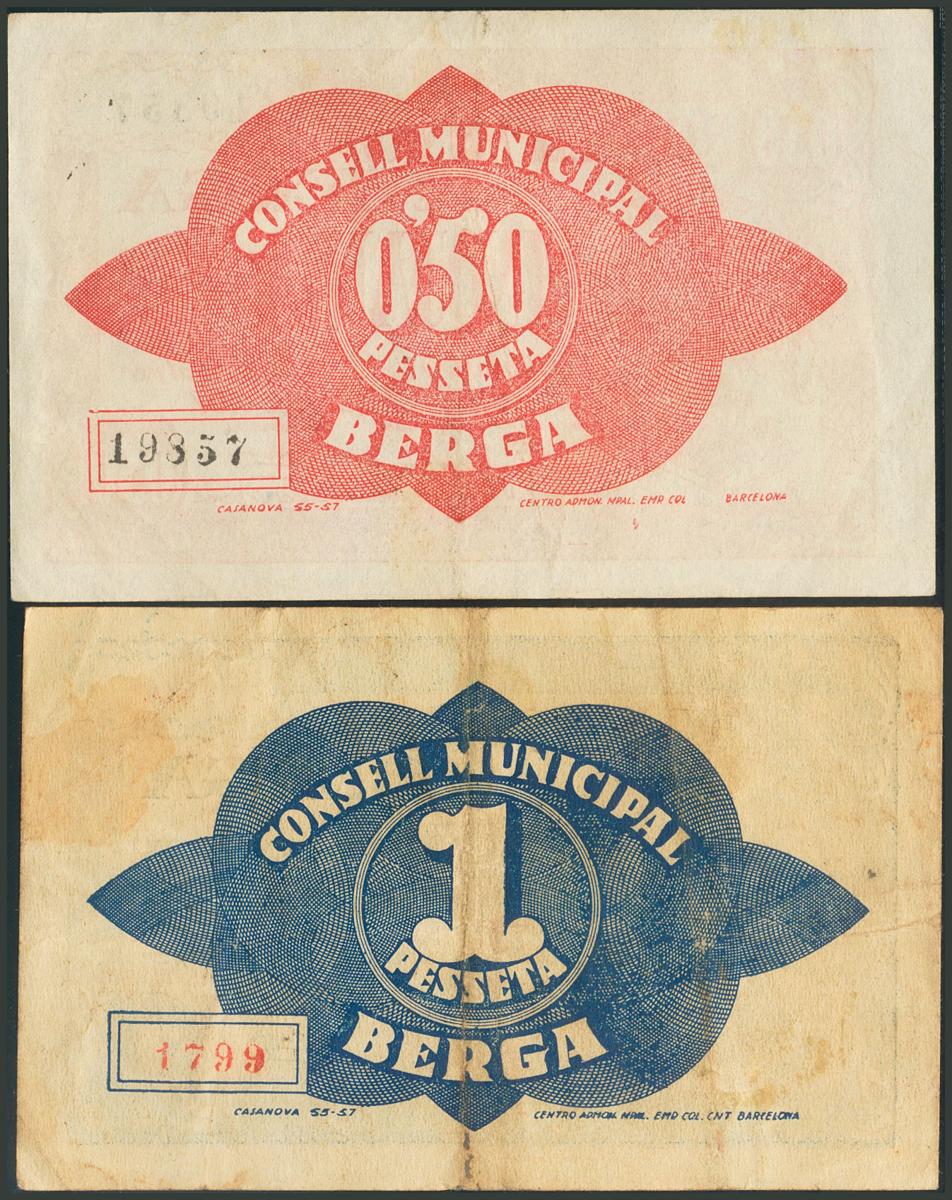 CONSELL MUNICIPAL
0'50
PESSETA
BERGA
19857
CASANOVA 55-57 CENTRO ADMON. MPAL. EMP COL BARCELONA
CONSELL MUNICIPAL
1
PESSETA
BERGA
1799
CASANOVA 55-57 CENTRO ADMON. MPAL. EMP COL. CNT BARCELONA